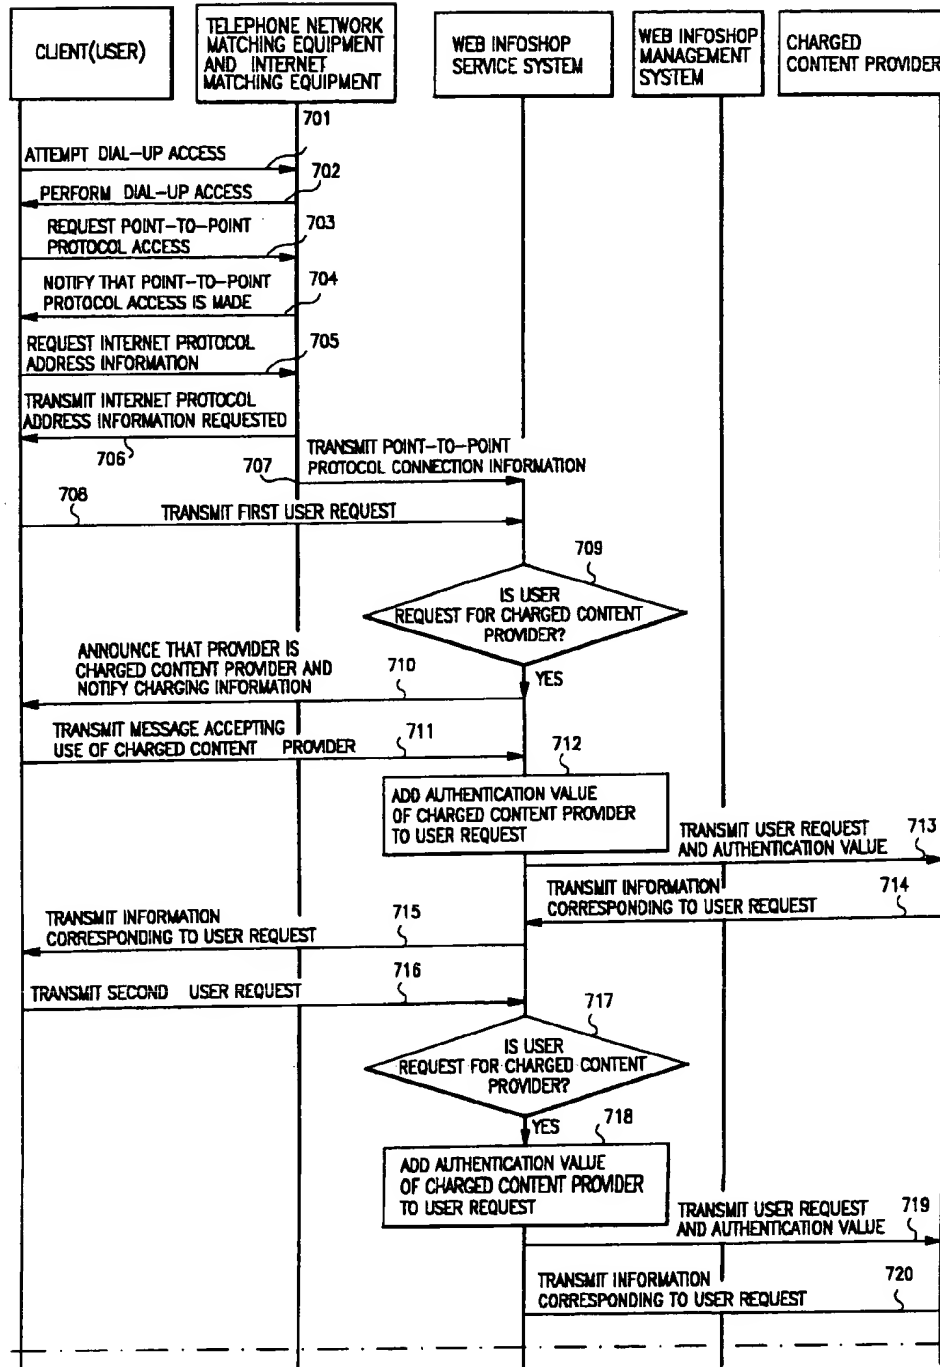 CLIENT(USER)
TELEPHONE NETWORK
MATCHING EQUIPMENT
AND INTERNET
MATCHING EQUIPMENT
WEB INFOSHOP
SERVICE SYSTEM
WEB INFOSHOP
MANAGEMENT
SYSTEM
CHARGED
CONTENT PROVIDER
701
ATTEMPT DIAL-UP ACCESS
702
PERFORM DIAL-UP ACCESS
REQUEST POINT-TO-POINT
PROTOCOL ACCESS
703
NOTIFY THAT POINT-TO-POINT
PROTOCOL ACCESS IS MADE
704
REQUEST INTERNET PROTOCOL
ADDRESS INFORMATION
705
TRANSMIT INTERNET PROTOCOL
ADDRESS INFORMATION REQUESTED
706
707
TRANSMIT POINT-TO-POINT
PROTOCOL CONNECTION INFORMATION
708
TRANSMIT FIRST USER REQUEST
709
IS USER
REQUEST FOR CHARGED CONTENT
PROVIDER?
YES
ANNOUNCE THAT PROVIDER IS
CHARGED CONTENT PROVIDER AND
NOTIFY CHARGING INFORMATION
710
TRANSMIT MESSAGE ACCEPTING
USE OF CHARGED CONTENT PROVIDER
711
712
ADD AUTHENTICATION VALUE
OF CHARGED CONTENT PROVIDER
TO USER REQUEST
TRANSMIT USER REQUEST
AND AUTHENTICATION VALUE
713
TRANSMIT INFORMATION
CORRESPONDING TO USER REQUEST
714
TRANSMIT INFORMATION
CORRESPONDING TO USER REQUEST
715
716
TRANSMIT SECOND USER REQUEST
717
IS USER
REQUEST FOR CHARGED CONTENT
PROVIDER?
YES
718
ADD AUTHENTICATION VALUE
OF CHARGED CONTENT PROVIDER
TO USER REQUEST
TRANSMIT USER REQUEST
AND AUTHENTICATION VALUE
719
TRANSMIT INFORMATION
CORRESPONDING TO USER REQUEST
720